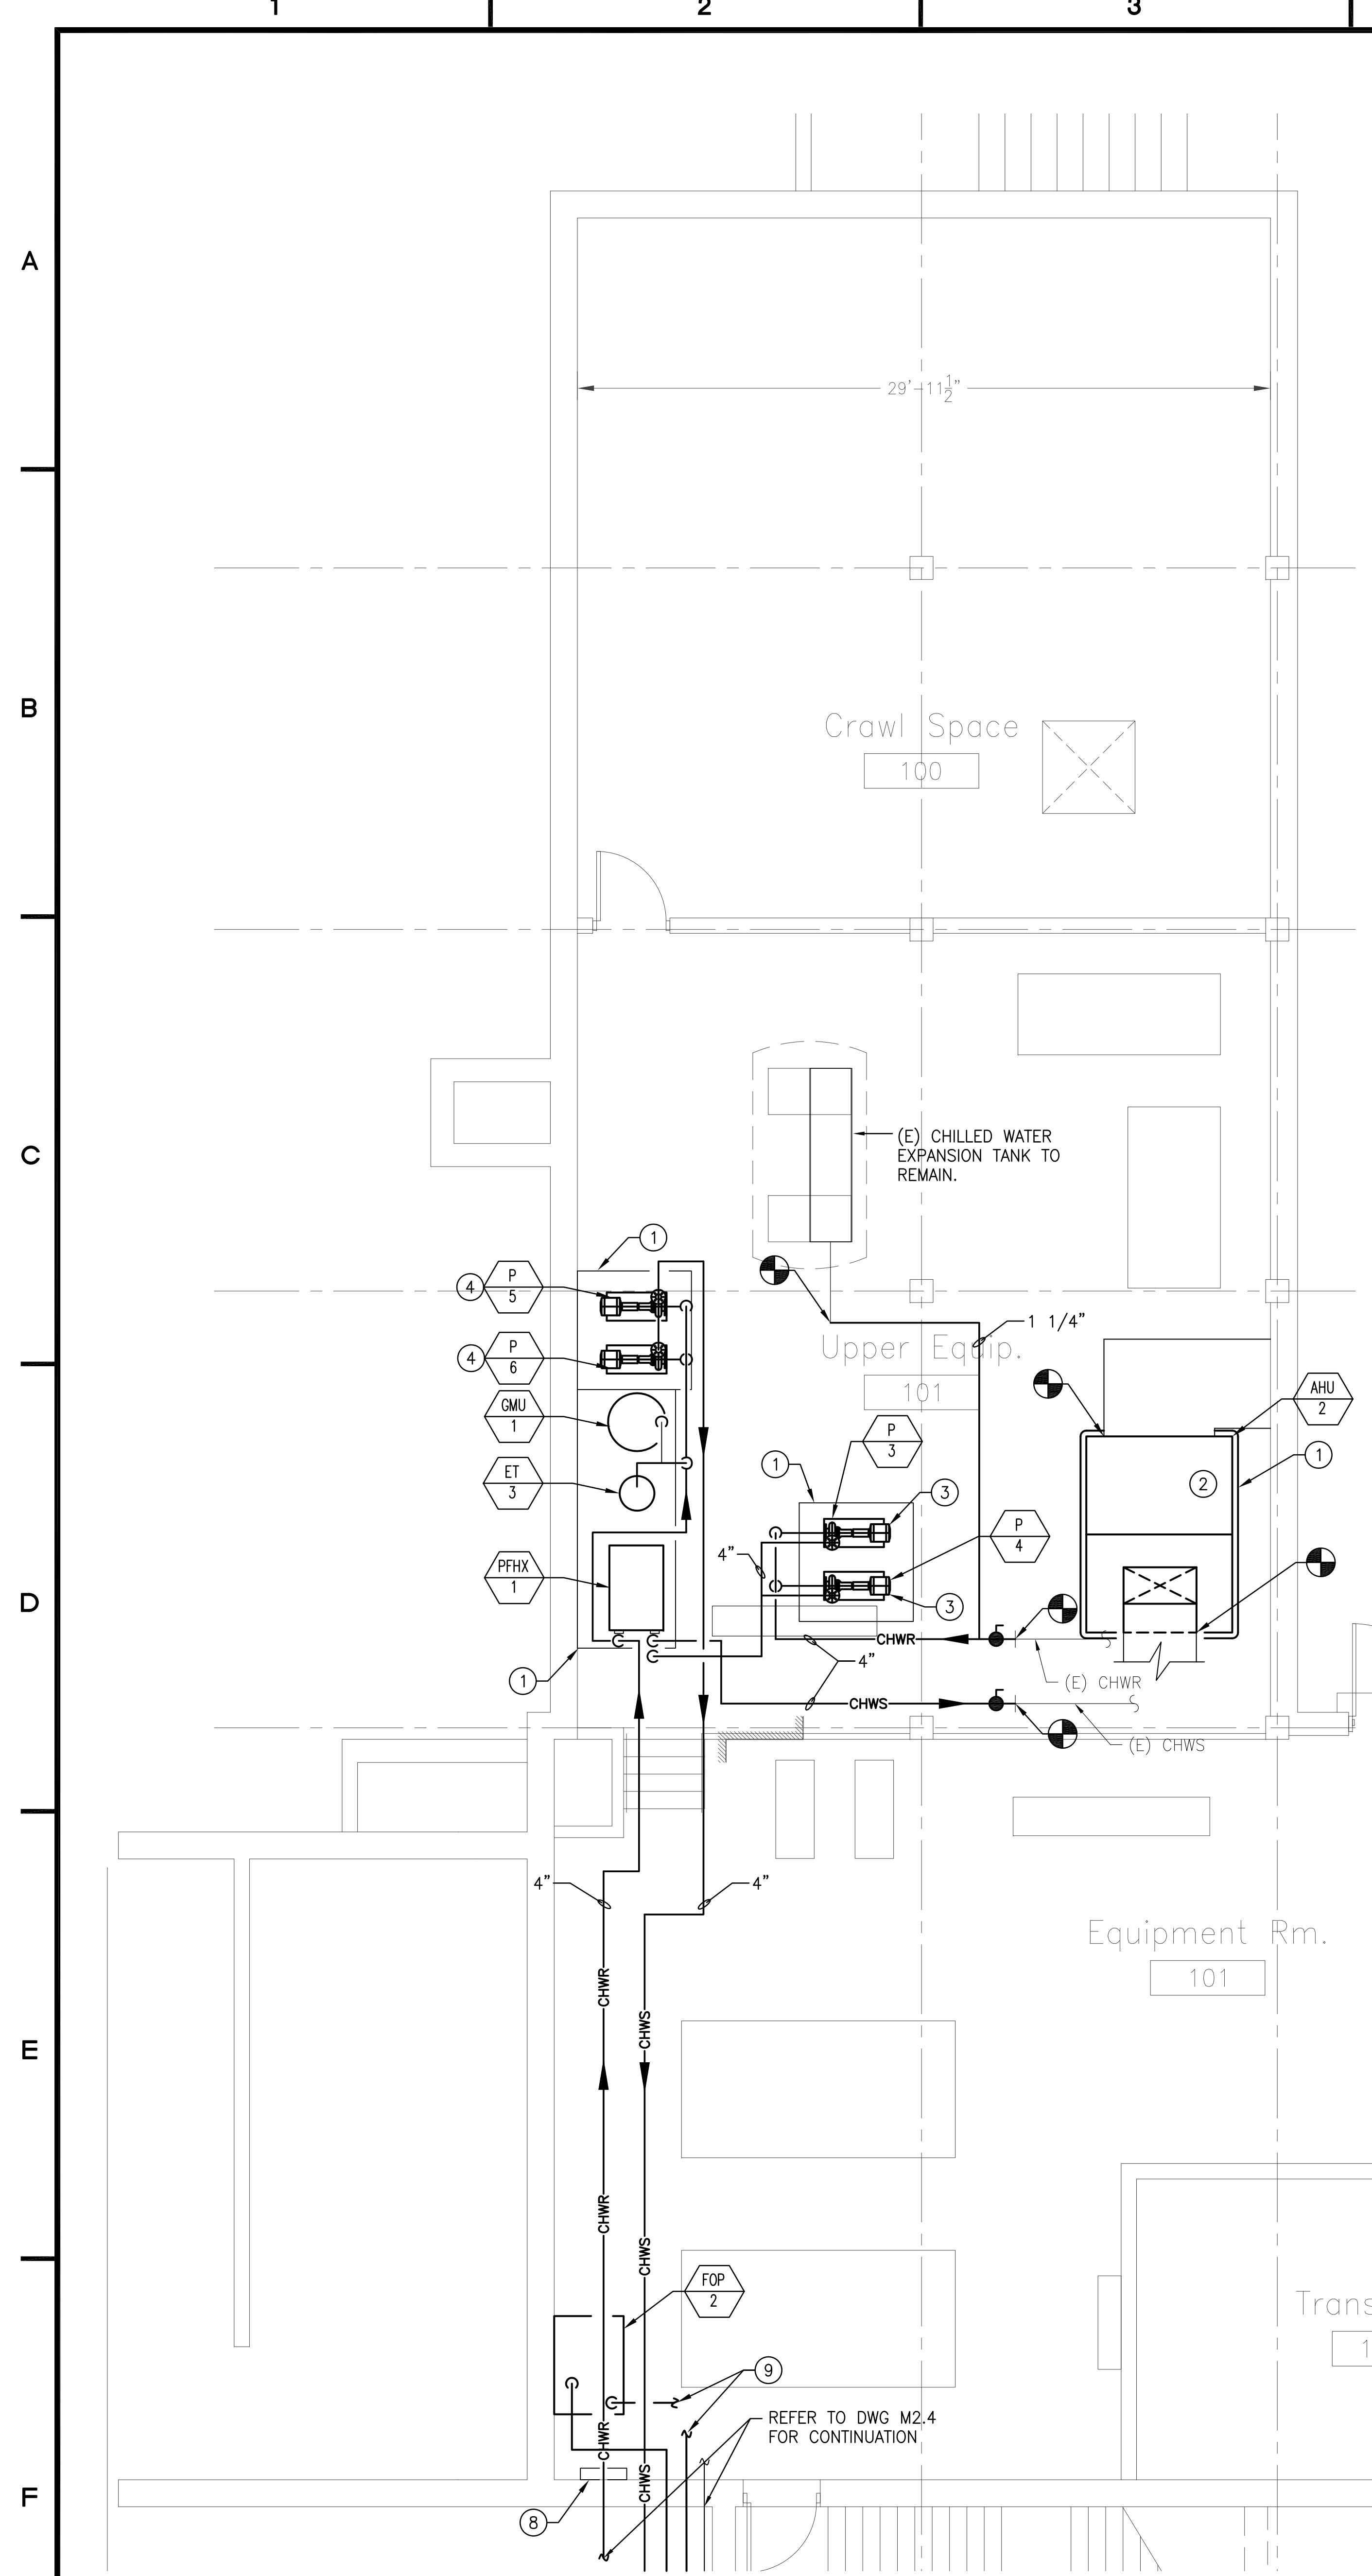 1
2
3
A
29'-11 1/2"
B
Crawl Space
100
C
(E) CHILLED WATER
EXPANSION TANK TO
REMAIN.
1
4
P
5
1 1/4"
4
P
6
Upper Equip.
101
AHU
2
GMU
1
P
3
1
1
ET
3
2
3
P
4
4"
PFHX
1
D
3
CHWR
4"
1
(E) CHWR
CHWS
(E) CHWS
4"
4"
Equipment Rm.
101
CHWR
CHWS
E
CHWR
CHWS
FOP
2
Trans
1
9
REFER TO DWG M2.4
FOR CONTINUATION
CHWR
CHWS
F
8